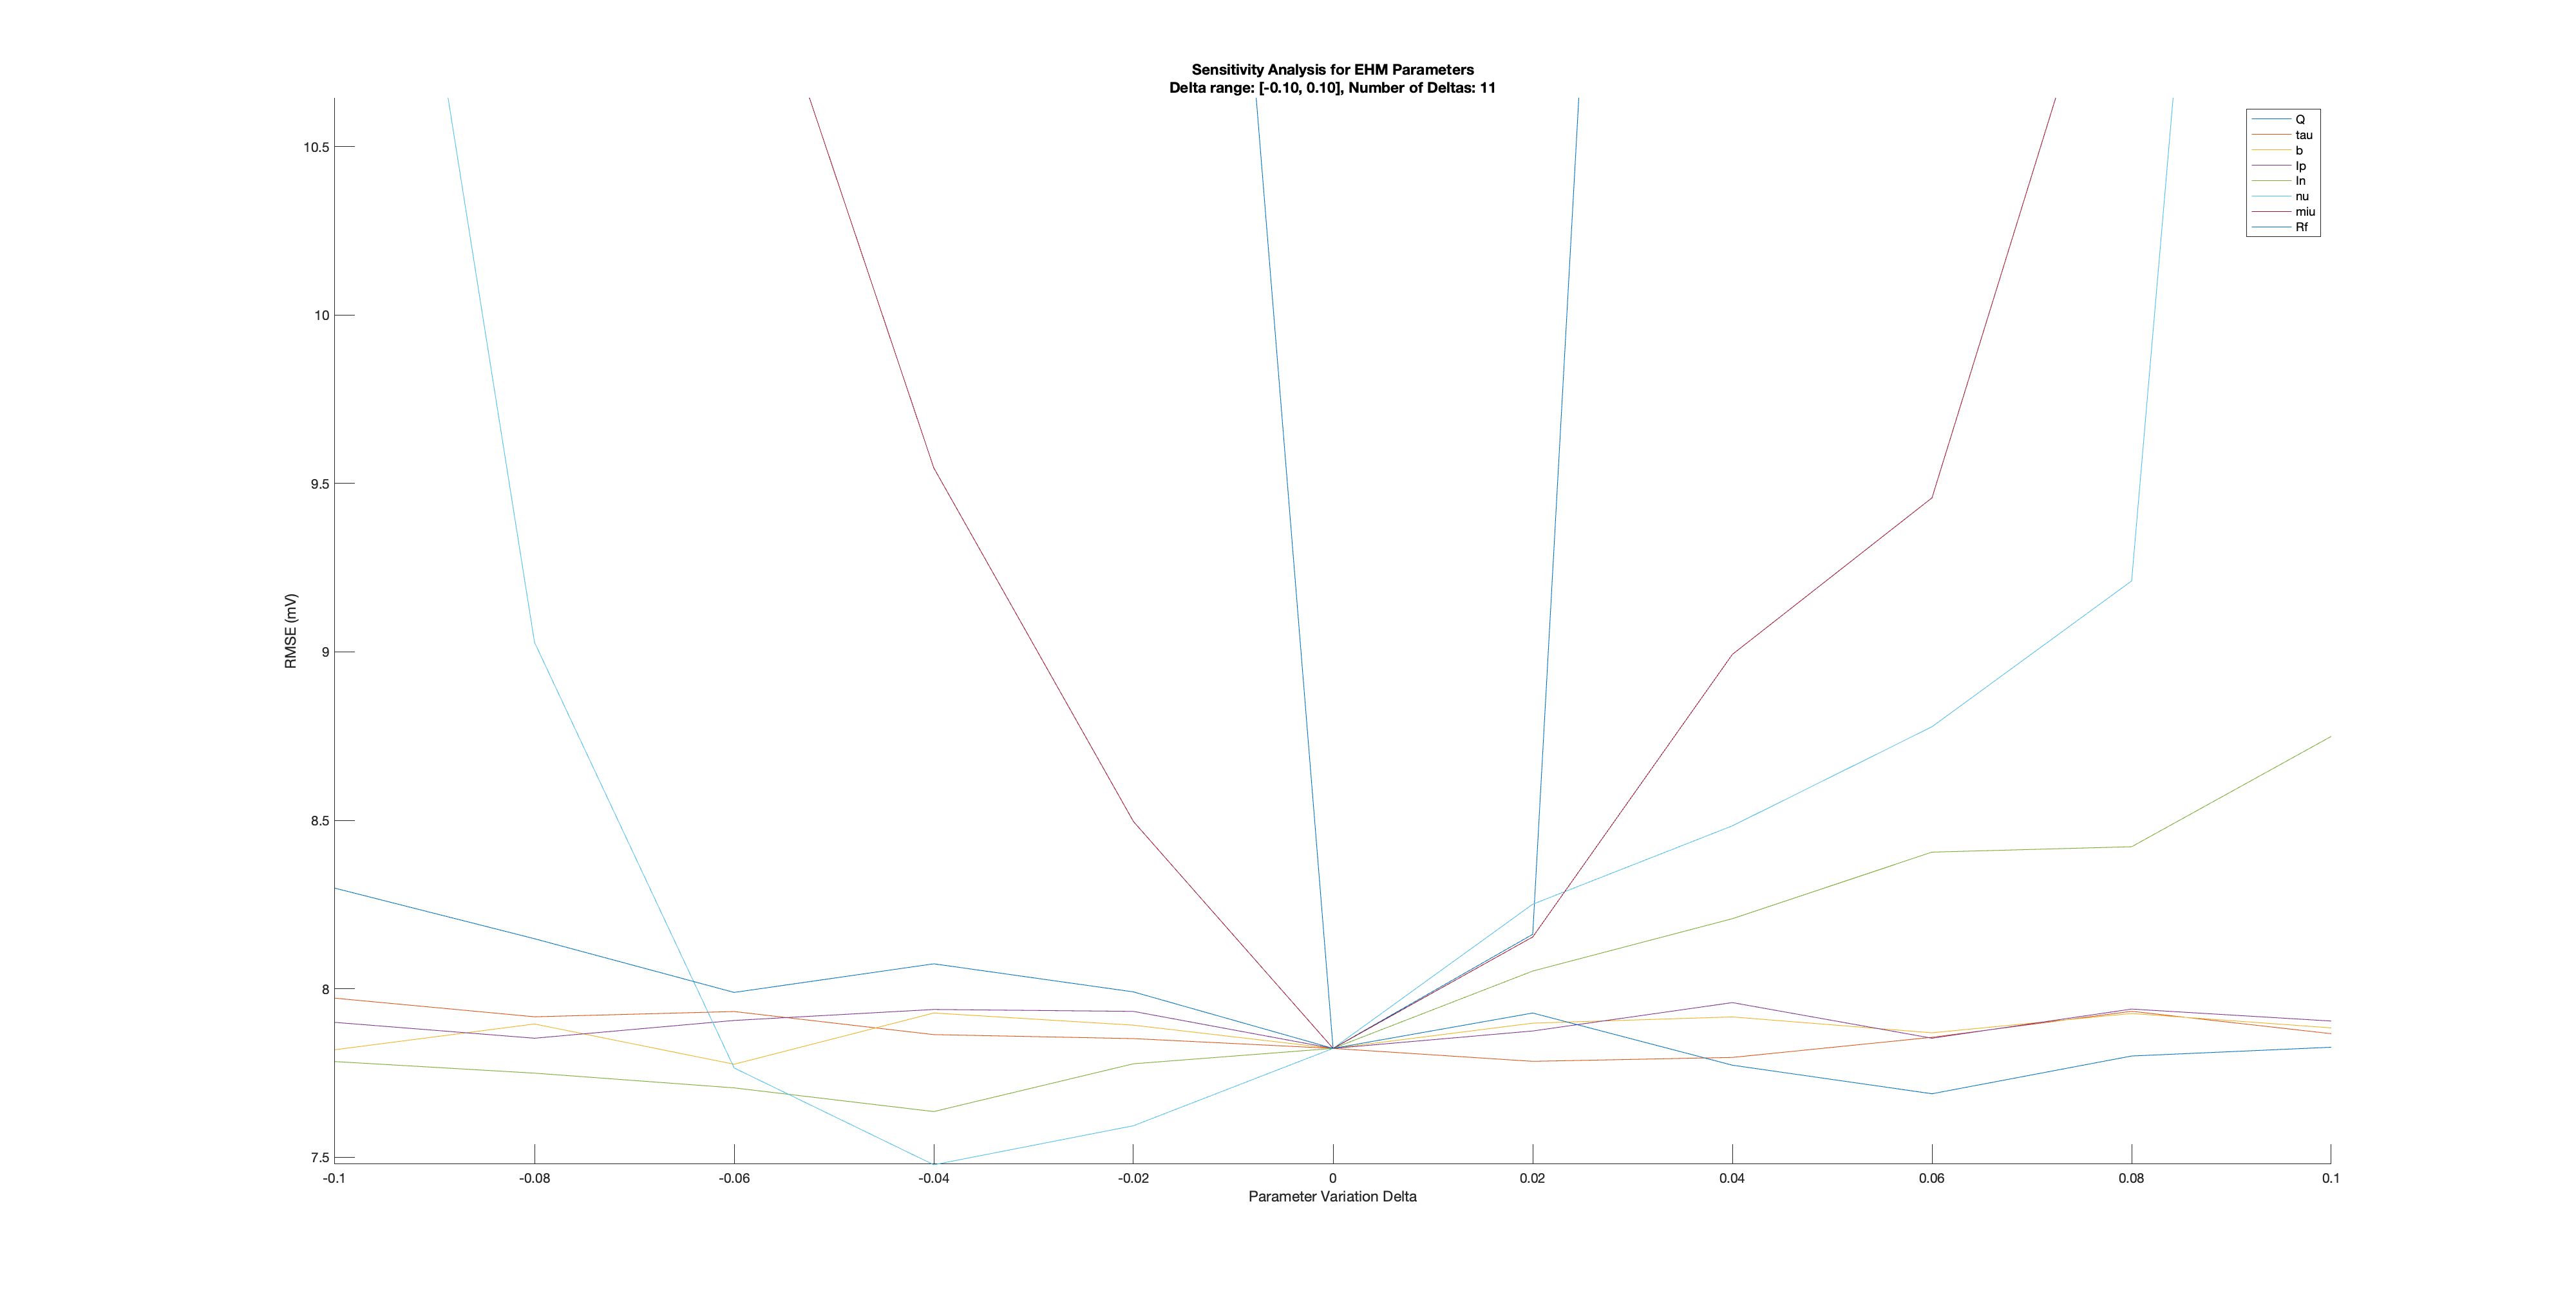 Sensitivity Analysis for EHM Parameters
Delta range: [-0.10, 0.10], Number of Deltas: 11
Q
tau
b
Ip
In
nu
miu
Rf
10.5
10
9.5
9
8.5
8
7.5
RMSE (mV)
-0.1 -0.08 -0.06 -0.04 -0.02 0 0.02 0.04 0.06 0.08 0.1
Parameter Variation Delta